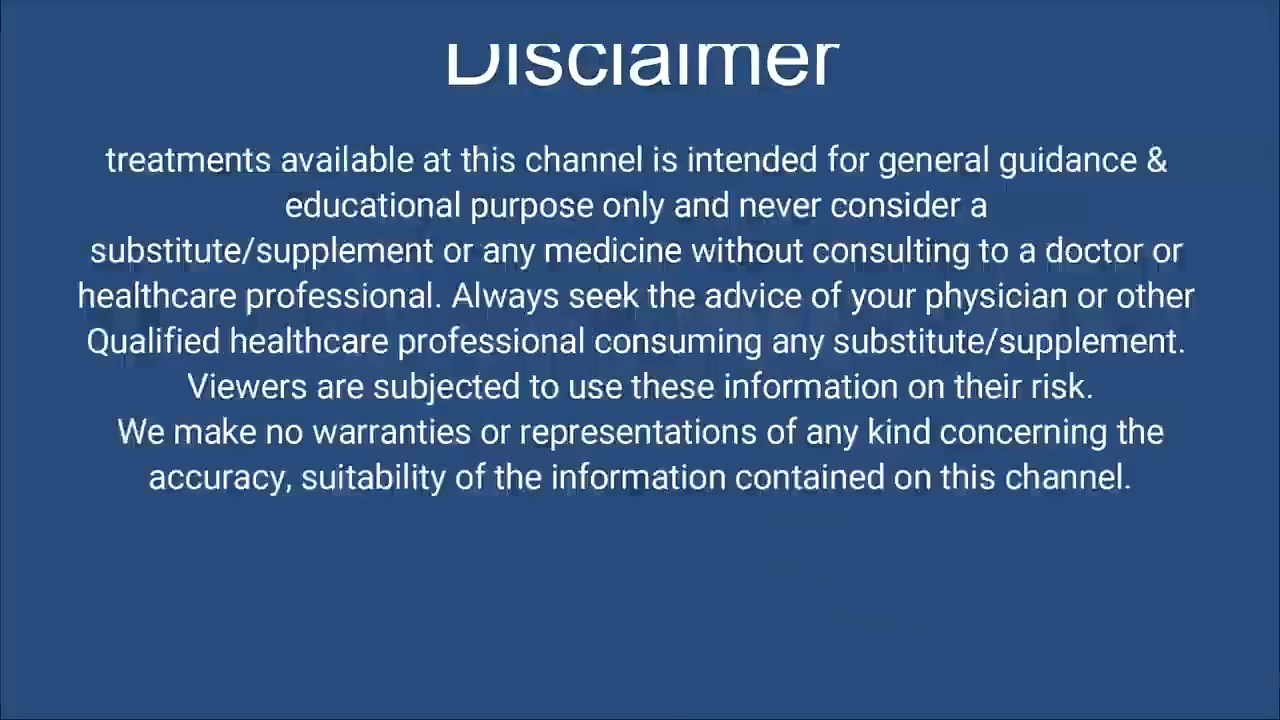 Disclaimer
treatments available at this channel is intended for general guidance &
educational purpose only and never consider a
substitute/supplement or any medicine without consulting to a doctor or
healthcare professional. Always seek the advice of your physician or other
Qualified healthcare professional consuming any substitute/supplement.
Viewers are subjected to use these information on their risk.
We make no warranties or representations of any kind concerning the
accuracy, suitability of the information contained on this channel.